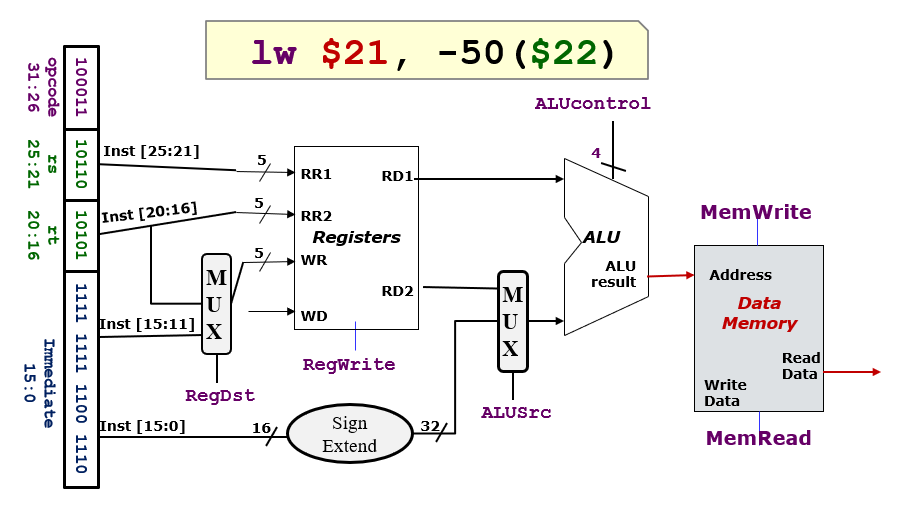 lw $21, -50($22)
opcode
31:26
100011
rs
25:21
10110
rt
20:16
10101
Immediate
15:0
1111 1111 1100 1110
Inst [25:21]
5
Inst [20:16]
5
5
Inst [15:11]
Inst [15:0]
16
MUX
RegDst
RR1
RR2
WR
WD
RD1
RD2
Registers
RegWrite
Sign
Extend
32
MUX
ALUSrc
ALUcontrol
4
ALU
ALU
result
MemWrite
Address
Data
Memory
Read
Data
Write
Data
MemRead